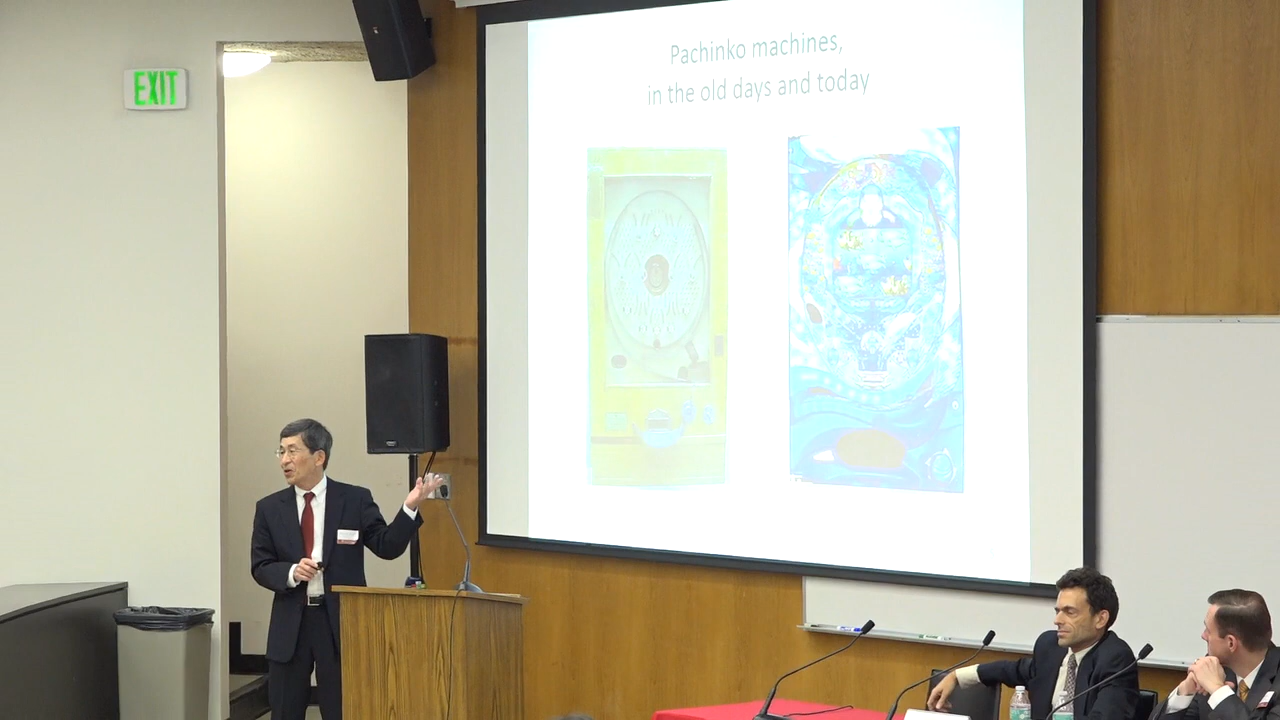 EXIT
Pachinko machines,
in the old days and today